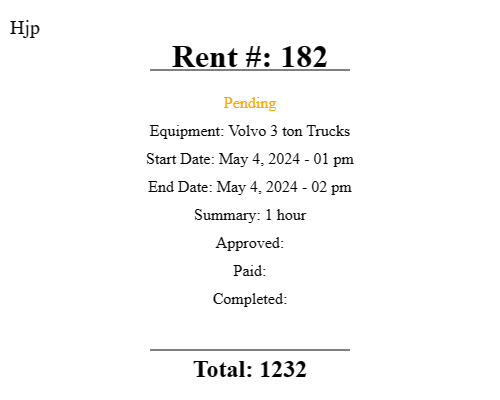 Hjp
Rent #: 182
Pending
Equipment: Volvo 3 ton Trucks
Start Date: May 4, 2024 - 01 pm
End Date: May 4, 2024 - 02 pm
Summary: 1 hour
Approved:
Paid:
Completed:
Total: 1232